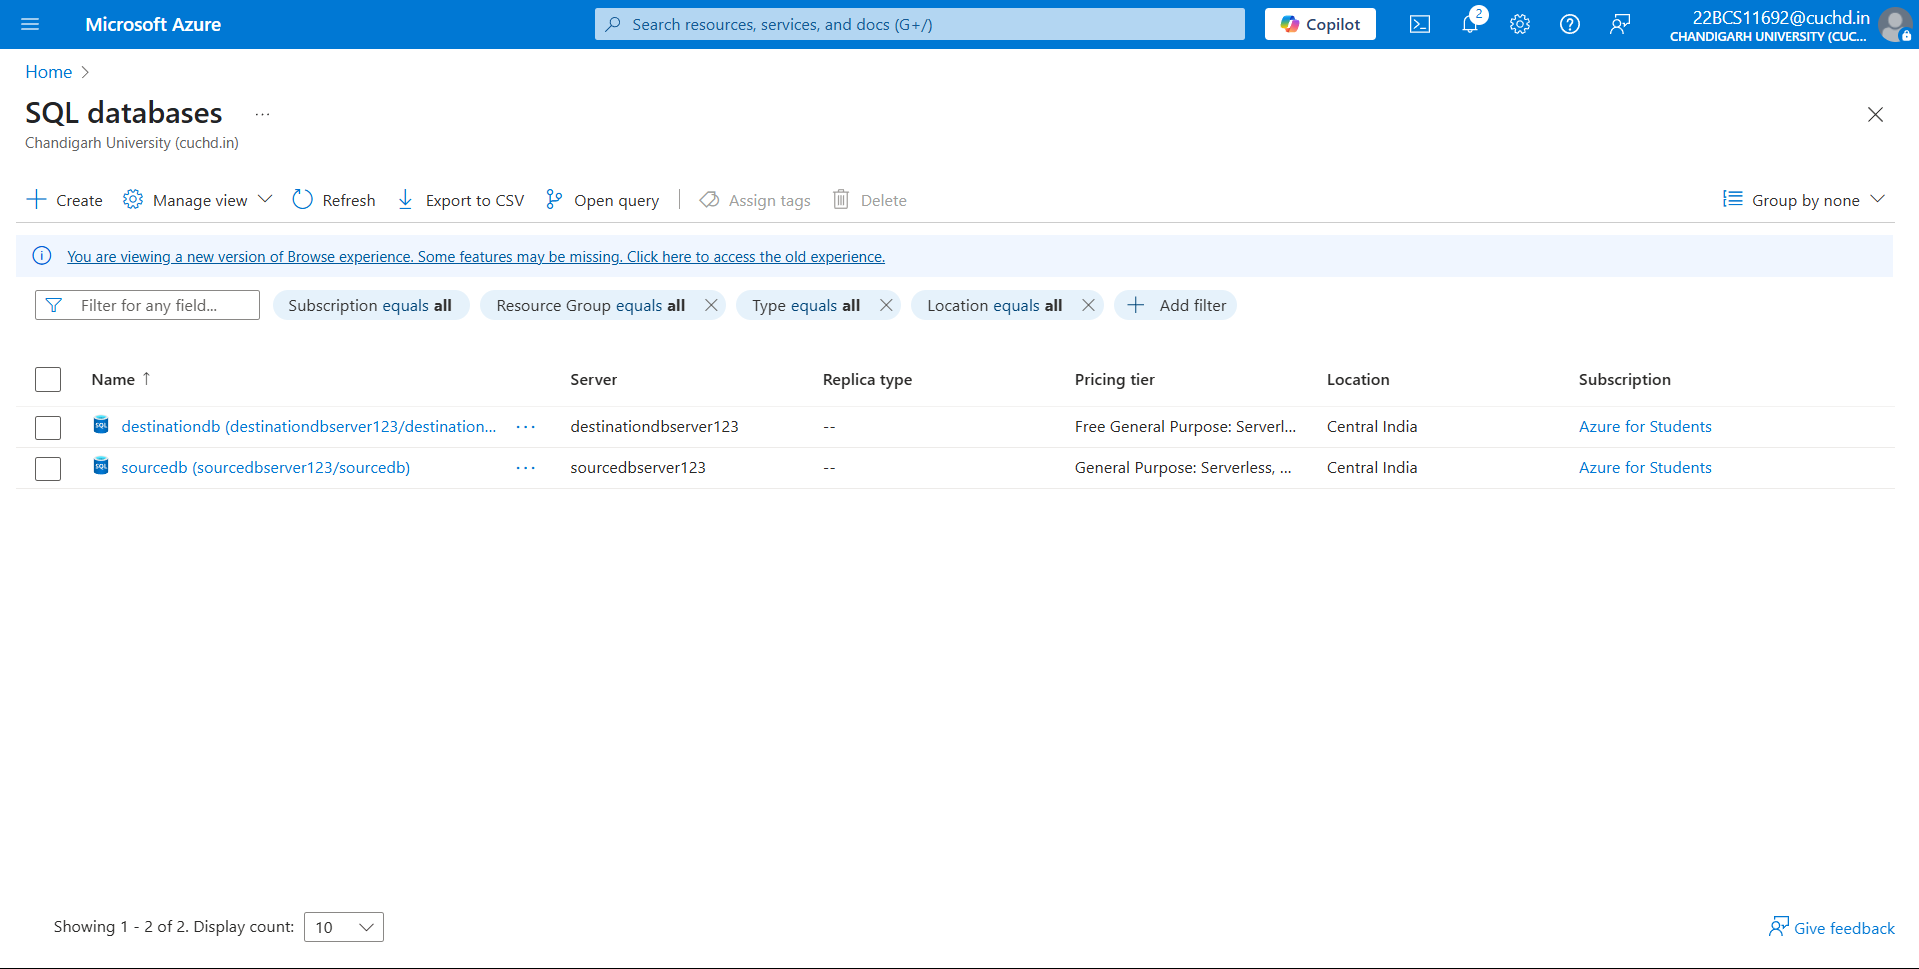 Microsoft Azure
Search resources, services, and docs (G+/)
Copilot
2
22BCS11692@cuchd.in
CHANDIGARH UNIVERSITY (CUC...
Home
SQL databases ...
Chandigarh University (cuchd.in)
Create
Manage view
Refresh
Export to CSV
Open query
Assign tags
Delete
Group by none
You are viewing a new version of Browse experience. Some features may be missing. Click here to access the old experience.
Filter for any field...
Subscription equals all
Resource Group equals all
Type equals all
Location equals all
Add filter
Name ↑ Server Replica type Pricing tier Location Subscription
SQL destinationdb (destinationdbserver123/destination... ... destinationdbserver123 -- Free General Purpose: Serverl... Central India Azure for Students
SQL sourcedb (sourcedbserver123/sourcedb) ... sourcedbserver123 -- General Purpose: Serverless, ... Central India Azure for Students
Showing 1 - 2 of 2. Display count: 10
Give feedback